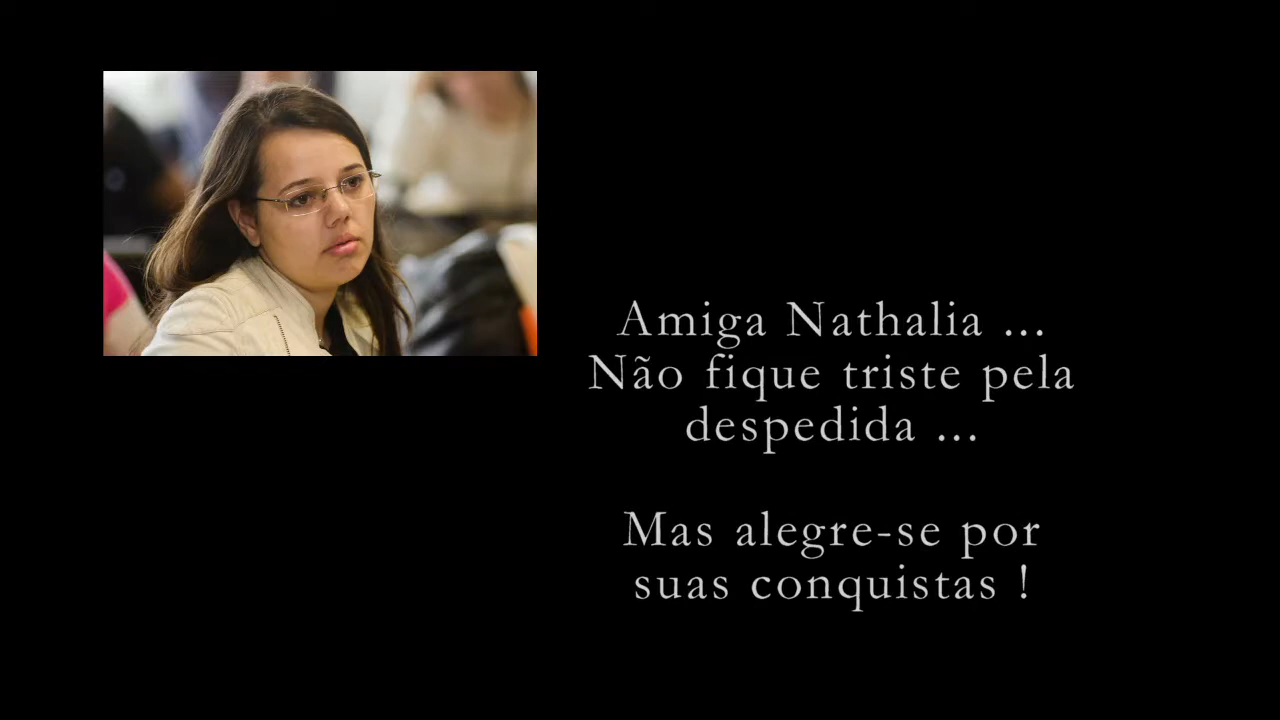 Amiga Nathalia ...
Não fique triste pela
despedida ...
Mas alegre-se por
suas conquistas !